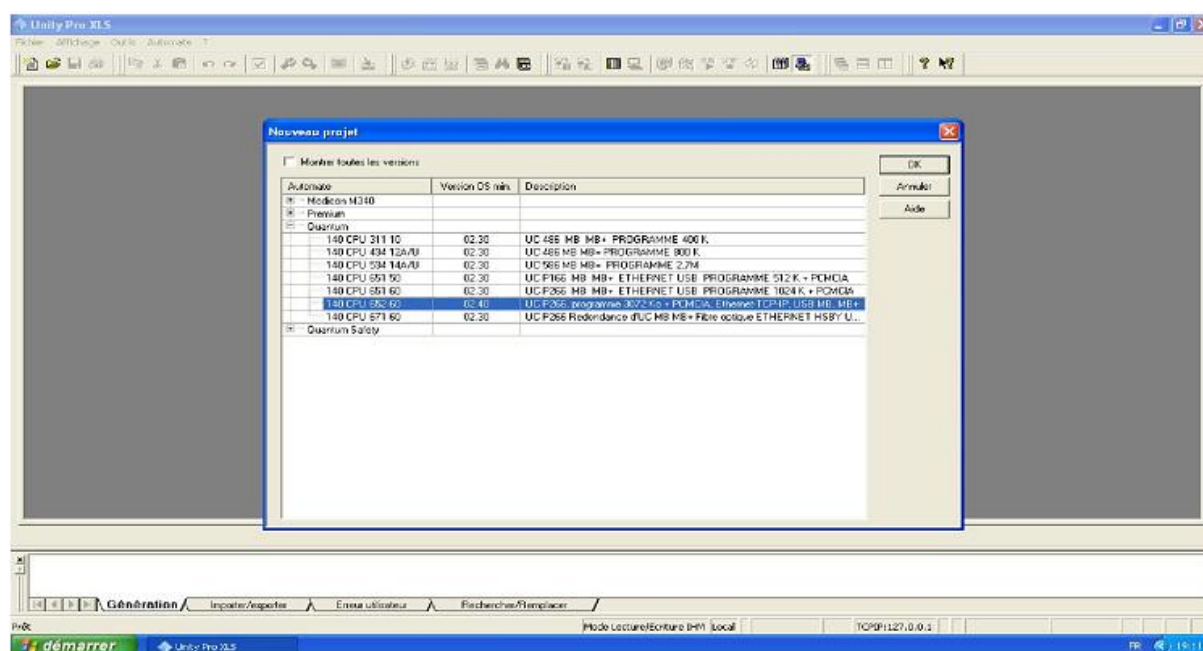 Unity Pro XLS
Fichier Affichage Outils Automate ?
Nouveau projet
Montrer toutes les versions
OK
Annuler
Aide
Automate Version OS min. Description
Modicon M340
Premium
Quantum
140 CPU 311 10 02.30 UC 486 MB MB+ PROGRAMME 400 K
140 CPU 434 12A/U 02.30 UC 486 MB MB+ PROGRAMME 800 K
140 CPU 534 14A/U 02.30 UC 586 MB MB+ PROGRAMME 2.7M
140 CPU 651 50 02.30 UC P166 MB MB+ ETHERNET USB PROGRAMME 512 K + PCMCIA
140 CPU 651 60 02.30 UC P266 MB MB+ ETHERNET USB PROGRAMME 1024 K + PCMCIA
140 CPU 652 60 02.40 UC P266, programme 3072 Ko + PCMCIA, Ethernet TCP-IP, USB MB, MB+
140 CPU 671 60 02.30 UC P266 Redondance d'UC MB MB+ Fibre optique ETHERNET HSBY U...
Quantum Safety
Génération Importer/exporter Erreur utilisateur Rechercher/Remplacer
Prêt Mode Lecture/Ecriture IHM Local TCPIP:127.0.0.1
démarrer Unity Pro XLS FR